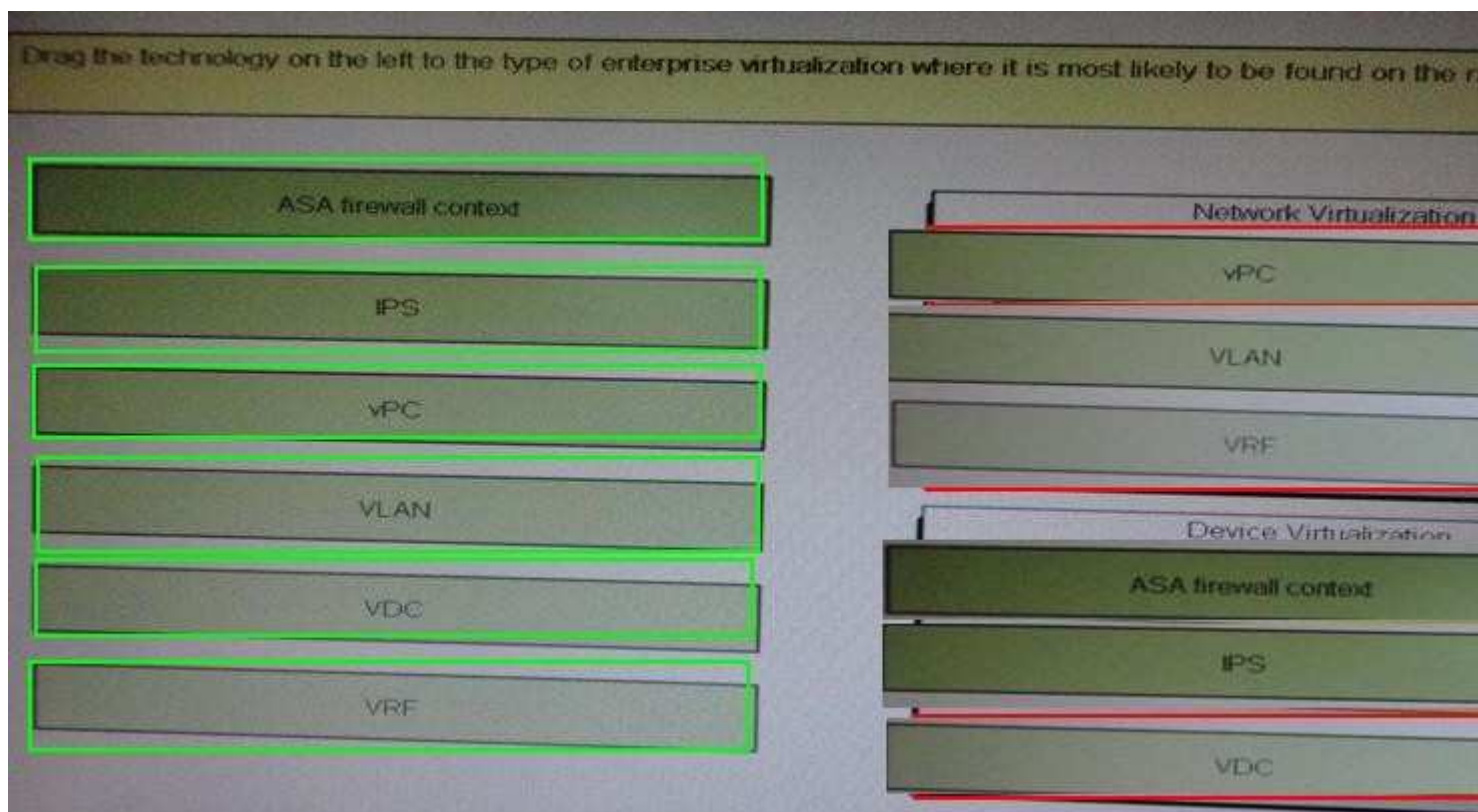 Drag the technology on the left to the type of enterprise virtualization where it is most likely to be found on the
ASA firewall context
IPS
vPC
VLAN
VDC
VRF
Network Virtualization
vPC
VLAN
VRF
Device Virtualization
ASA firewall context
IPS
VDC